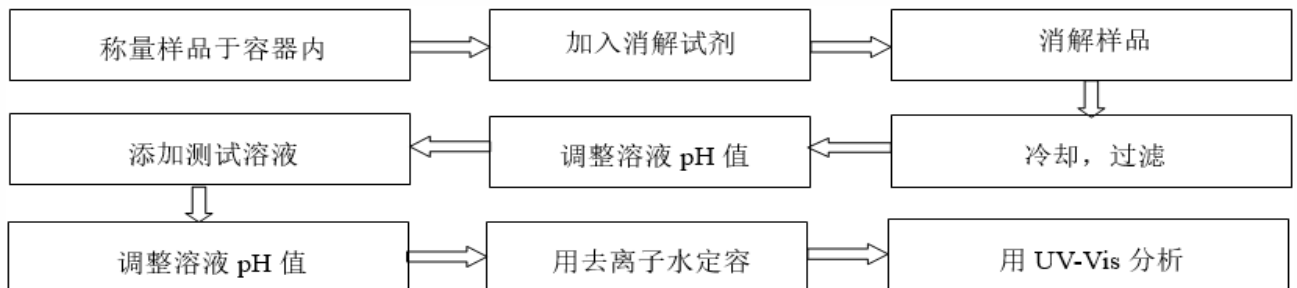 称量样品于容器内
加入消解试剂
消解样品
冷却，过滤
调整溶液 pH 值
添加测试溶液
调整溶液 pH 值
用去离子水定容
用 UV-Vis 分析